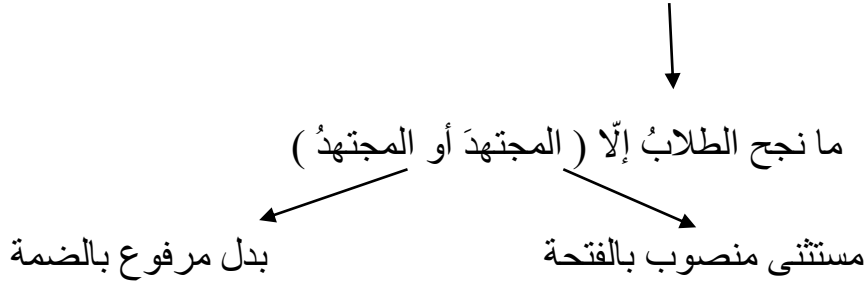 ما نجح الطلابُ إلّا ( المجتهدَ أو المجتهدُ )
مستثنى منصوب بالفتحة بدل مرفوع بالضمة